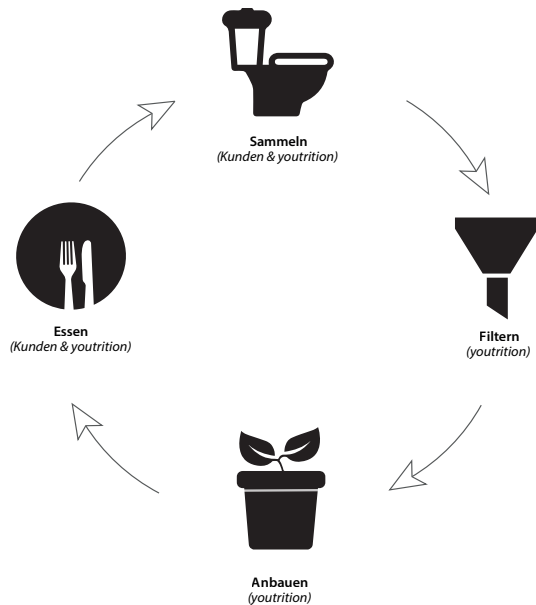 Sammeln
(Kunden & youtrition)
Filtern
(youtrition)
Anbauen
(youtrition)
Essen
(Kunden & youtrition)